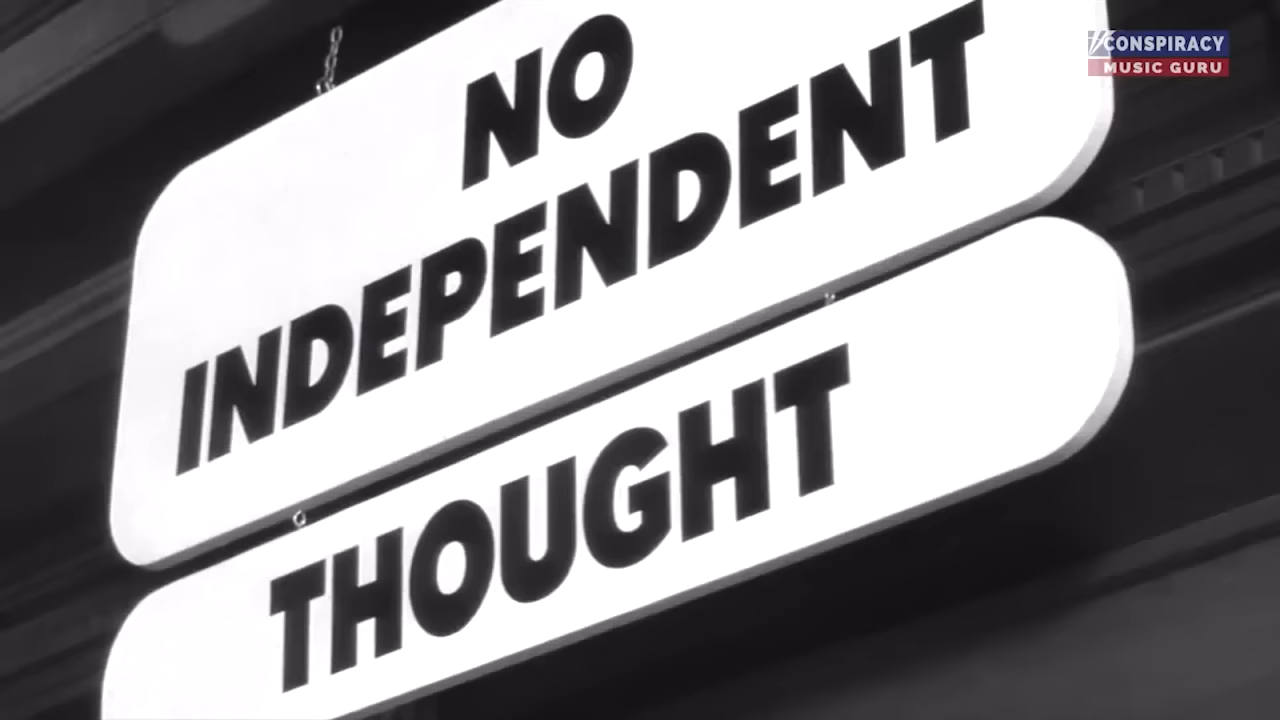 NO
INDEPENDENT
THOUGHT
CONSPIRACY
MUSIC GURU